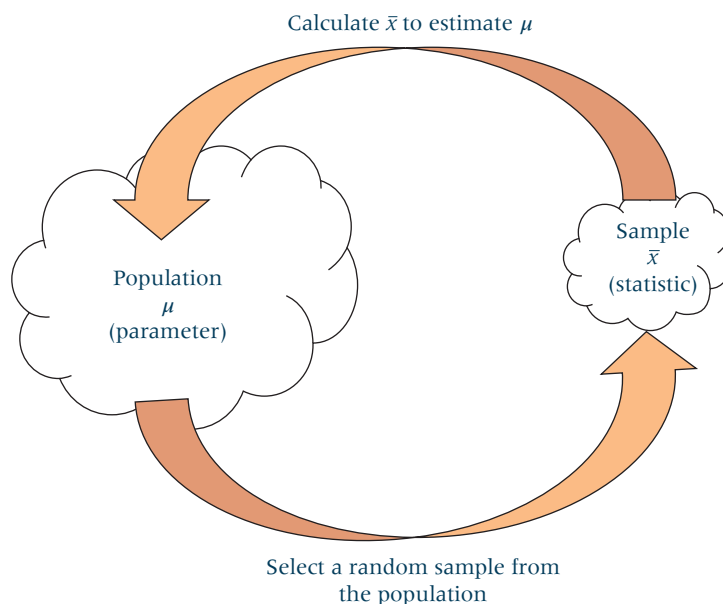 Calculate x̄ to estimate μ
Population
μ
(parameter)
Sample
x̄
(statistic)
Select a random sample from
the population